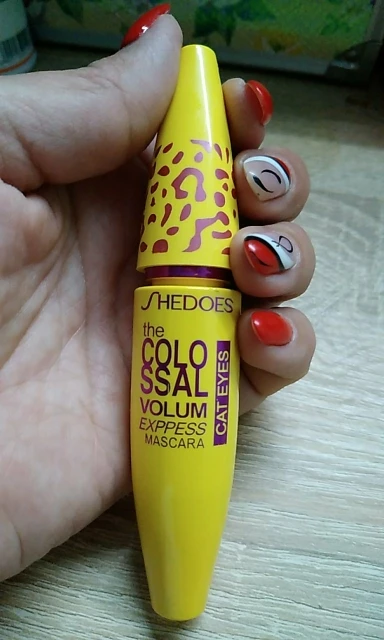 SHEDOES
the
COLO
SSAL
VOLUM
EXPPESS
MASCARA
CAT EYES